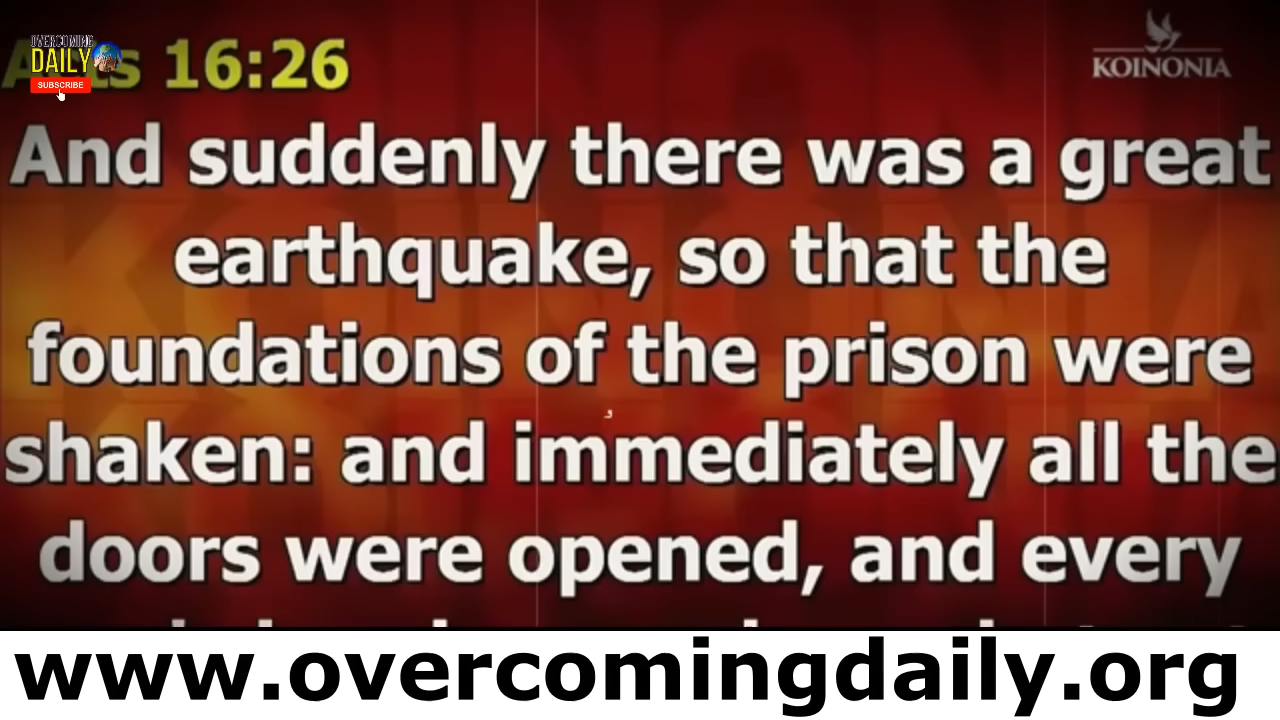 OVERCOMING
DAILY
SUBSCRIBE
Acts 16:26
KOINONIA
And suddenly there was a great
earthquake, so that the
foundations of the prison were
shaken: and immediately all the
doors were opened, and every
www.overcomingdaily.org